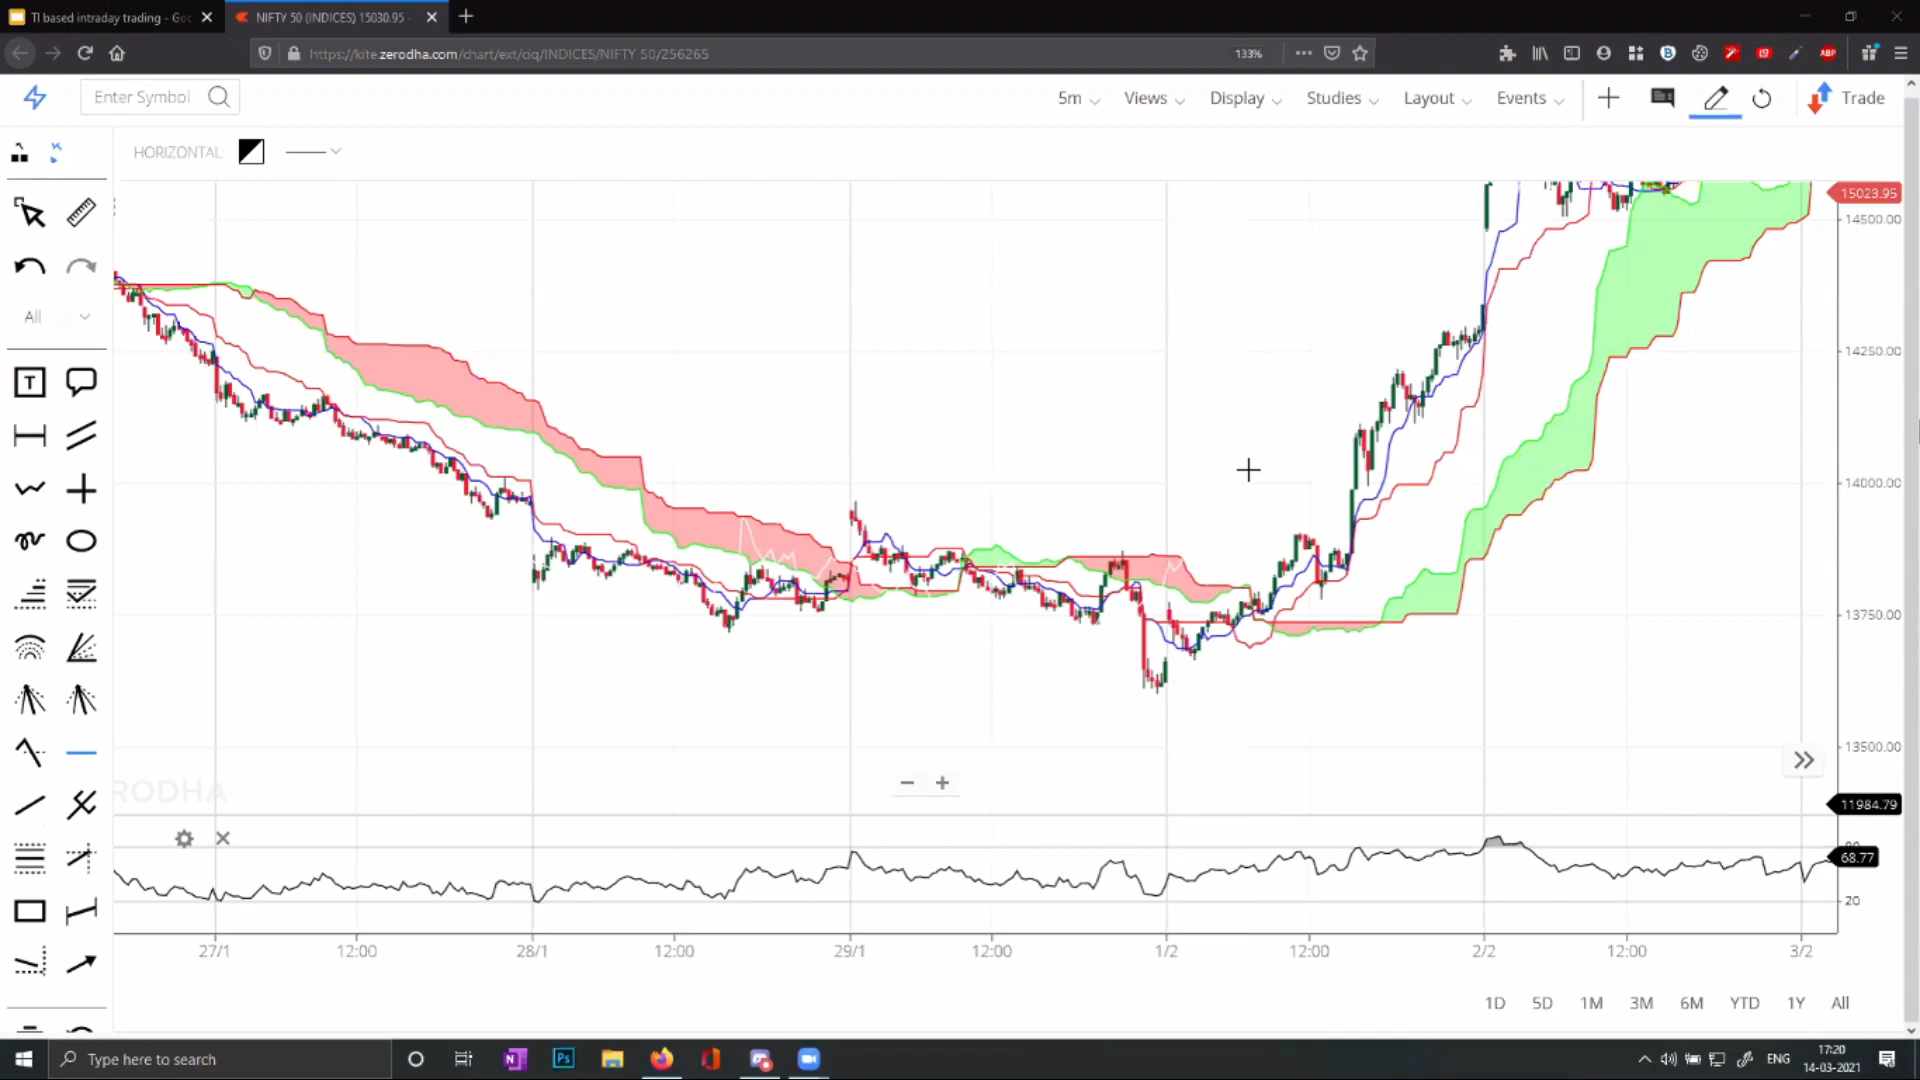 TI based intraday trading - Goo
NIFTY 50 (INDICES) 15030.95 -
https://kite.zerodha.com/chart/ext/ciq/INDICES/NIFTY 50/256265
133%
ABP
Enter Symbol
5m
Views
Display
Studies
Layout
Events
Trade
HORIZONTAL
All
T
15023.95
14500.00
14250.00
14000.00
13750.00
13500.00
11984.79
RODHA
68.77
20
27/1
12:00
28/1
12:00
29/1
12:00
1/2
12:00
2/2
12:00
3/2
1D
5D
1M
3M
6M
YTD
1Y
All
Type here to search
N
Ps
ENG
17:20
14-03-2021